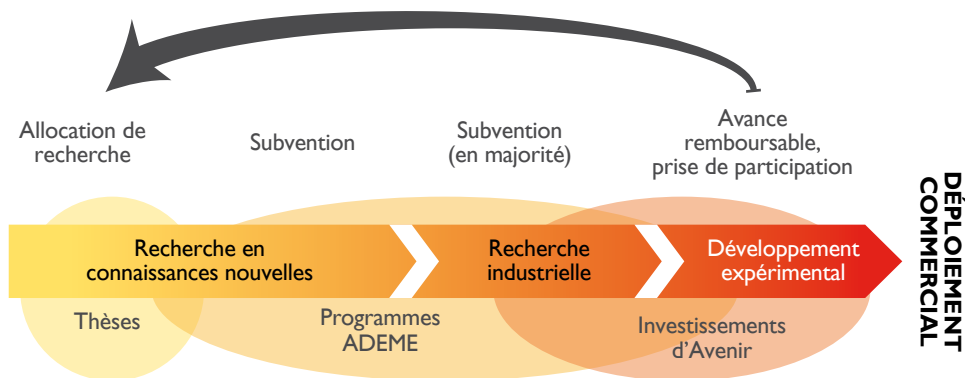 Allocation de
recherche
Subvention
Subvention
(en majorité)
Avance
remboursable,
prise de participation
Recherche en
connaissances nouvelles
Recherche
industrielle
Développement
expérimental
Thèses
Programmes
ADEME
Investissements
d’Avenir
DÉPLOIEMENT
COMMERCIAL